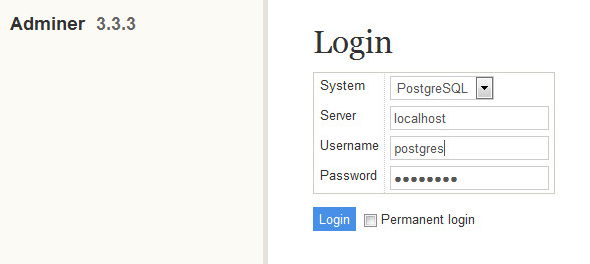 Adminer 3.3.3
Login
System PostgreSQL
Server localhost
Username postgres
Password ••••••••
Login Permanent login